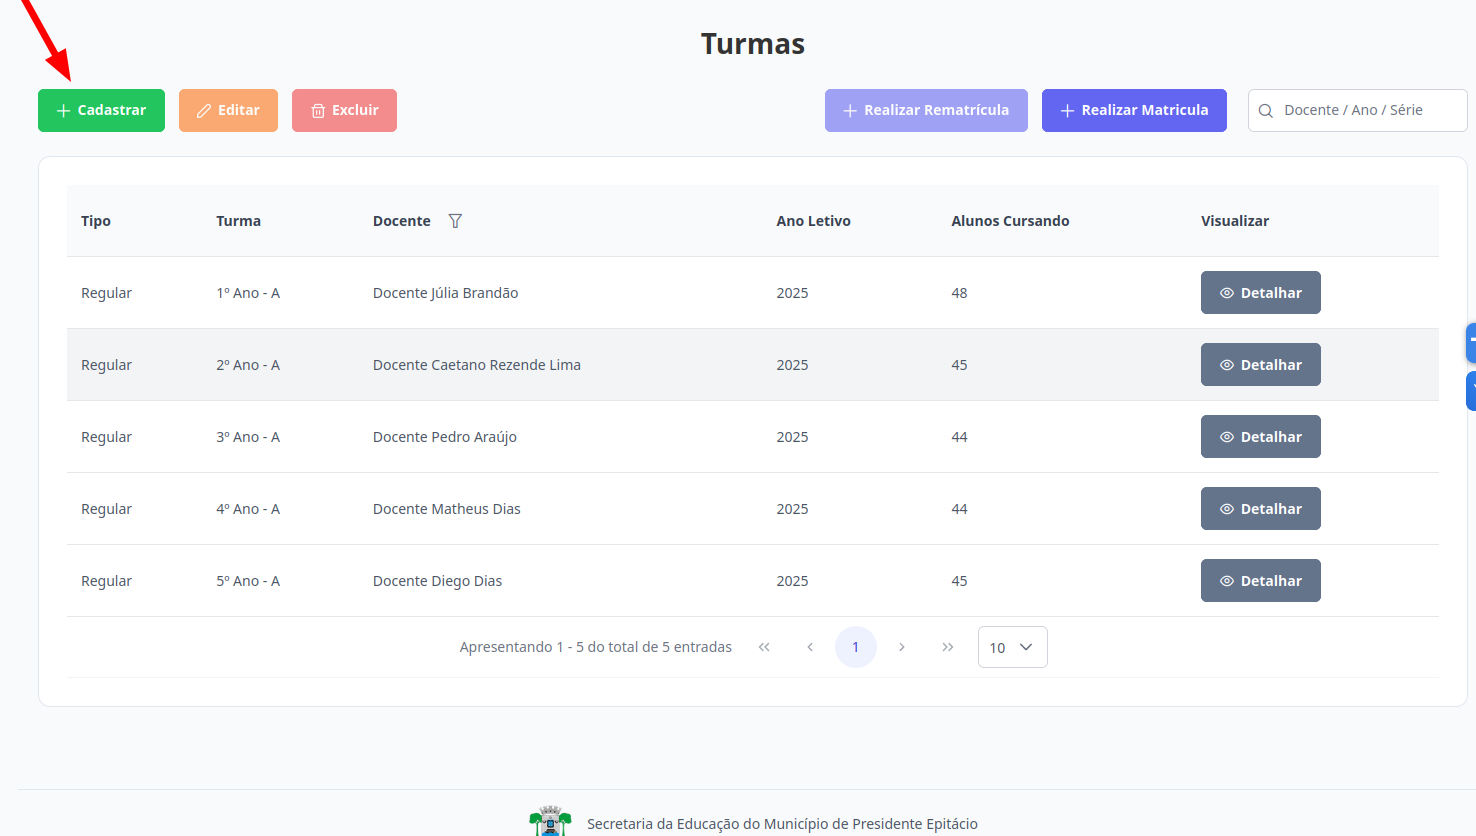 Turmas
Cadastrar Editar Excluir Realizar Rematrícula Realizar Matricula Docente / Ano / Série
Tipo Turma Docente Ano Letivo Alunos Cursando Visualizar
Regular 1º Ano - A Docente Júlia Brandão 2025 48 Detalhar
Regular 2º Ano - A Docente Caetano Rezende Lima 2025 45 Detalhar
Regular 3º Ano - A Docente Pedro Araújo 2025 44 Detalhar
Regular 4º Ano - A Docente Matheus Dias 2025 44 Detalhar
Regular 5º Ano - A Docente Diego Dias 2025 45 Detalhar
Apresentando 1 - 5 do total de 5 entradas 1 10
Secretaria da Educação do Município de Presidente Epitácio